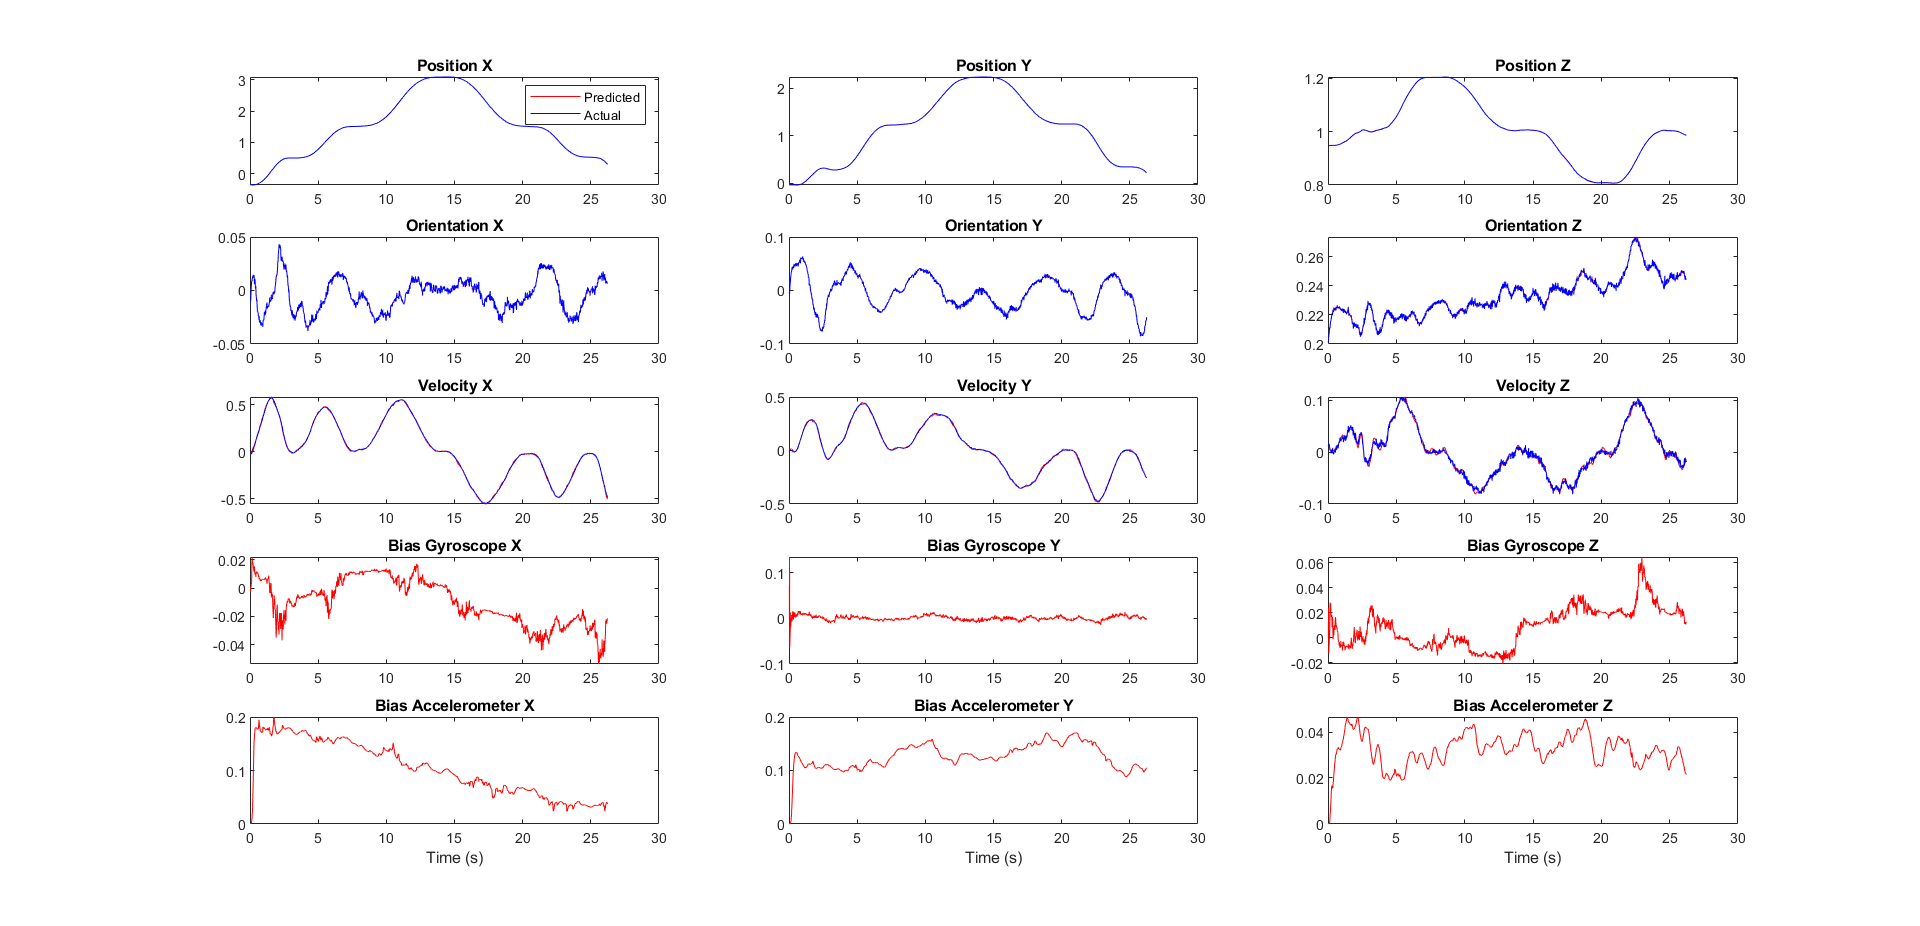 Position X
Position Y
Position Z
3
2
1
0
Predicted
Actual
0 5 10 15 20 25 30
2
1
0
0 5 10 15 20 25 30
1.2
1
0.8
0 5 10 15 20 25 30
Orientation X
Orientation Y
Orientation Z
0.05
0
-0.05
0 5 10 15 20 25 30
0.1
0
-0.1
0 5 10 15 20 25 30
0.26
0.24
0.22
0.2
0 5 10 15 20 25 30
Velocity X
Velocity Y
Velocity Z
0.5
0
-0.5
0 5 10 15 20 25 30
0.5
0
-0.5
0 5 10 15 20 25 30
0.1
0
-0.1
0 5 10 15 20 25 30
Bias Gyroscope X
Bias Gyroscope Y
Bias Gyroscope Z
0.02
0
-0.02
-0.04
0 5 10 15 20 25 30
0.1
0
-0.1
0 5 10 15 20 25 30
0.06
0.04
0.02
0
-0.02
0 5 10 15 20 25 30
Bias Accelerometer X
Bias Accelerometer Y
Bias Accelerometer Z
0.2
0.1
0
0 5 10 15 20 25 30
Time (s)
0.2
0.1
0
0 5 10 15 20 25 30
Time (s)
0.04
0.02
0
0 5 10 15 20 25 30
Time (s)